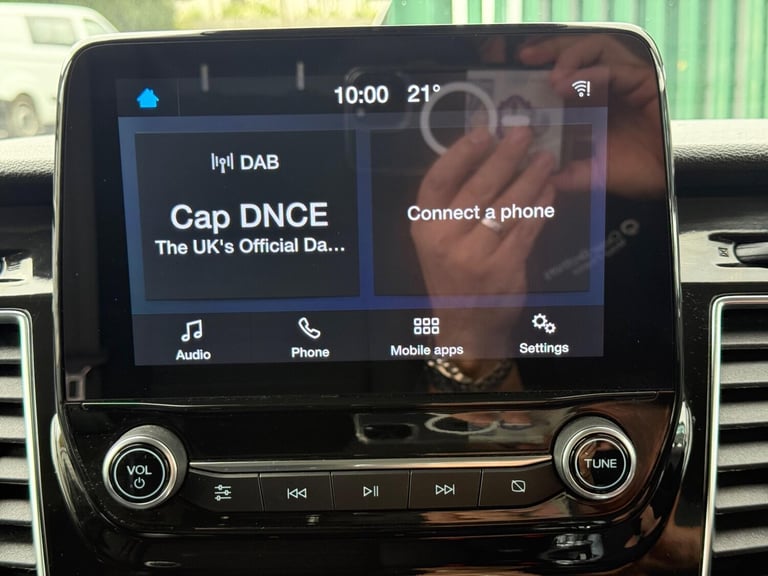 10:00 21°
DAB
Cap DNCE
The UK's Official Da...
Connect a phone
Audio
Phone
Mobile apps
Settings
VOL
TUNE